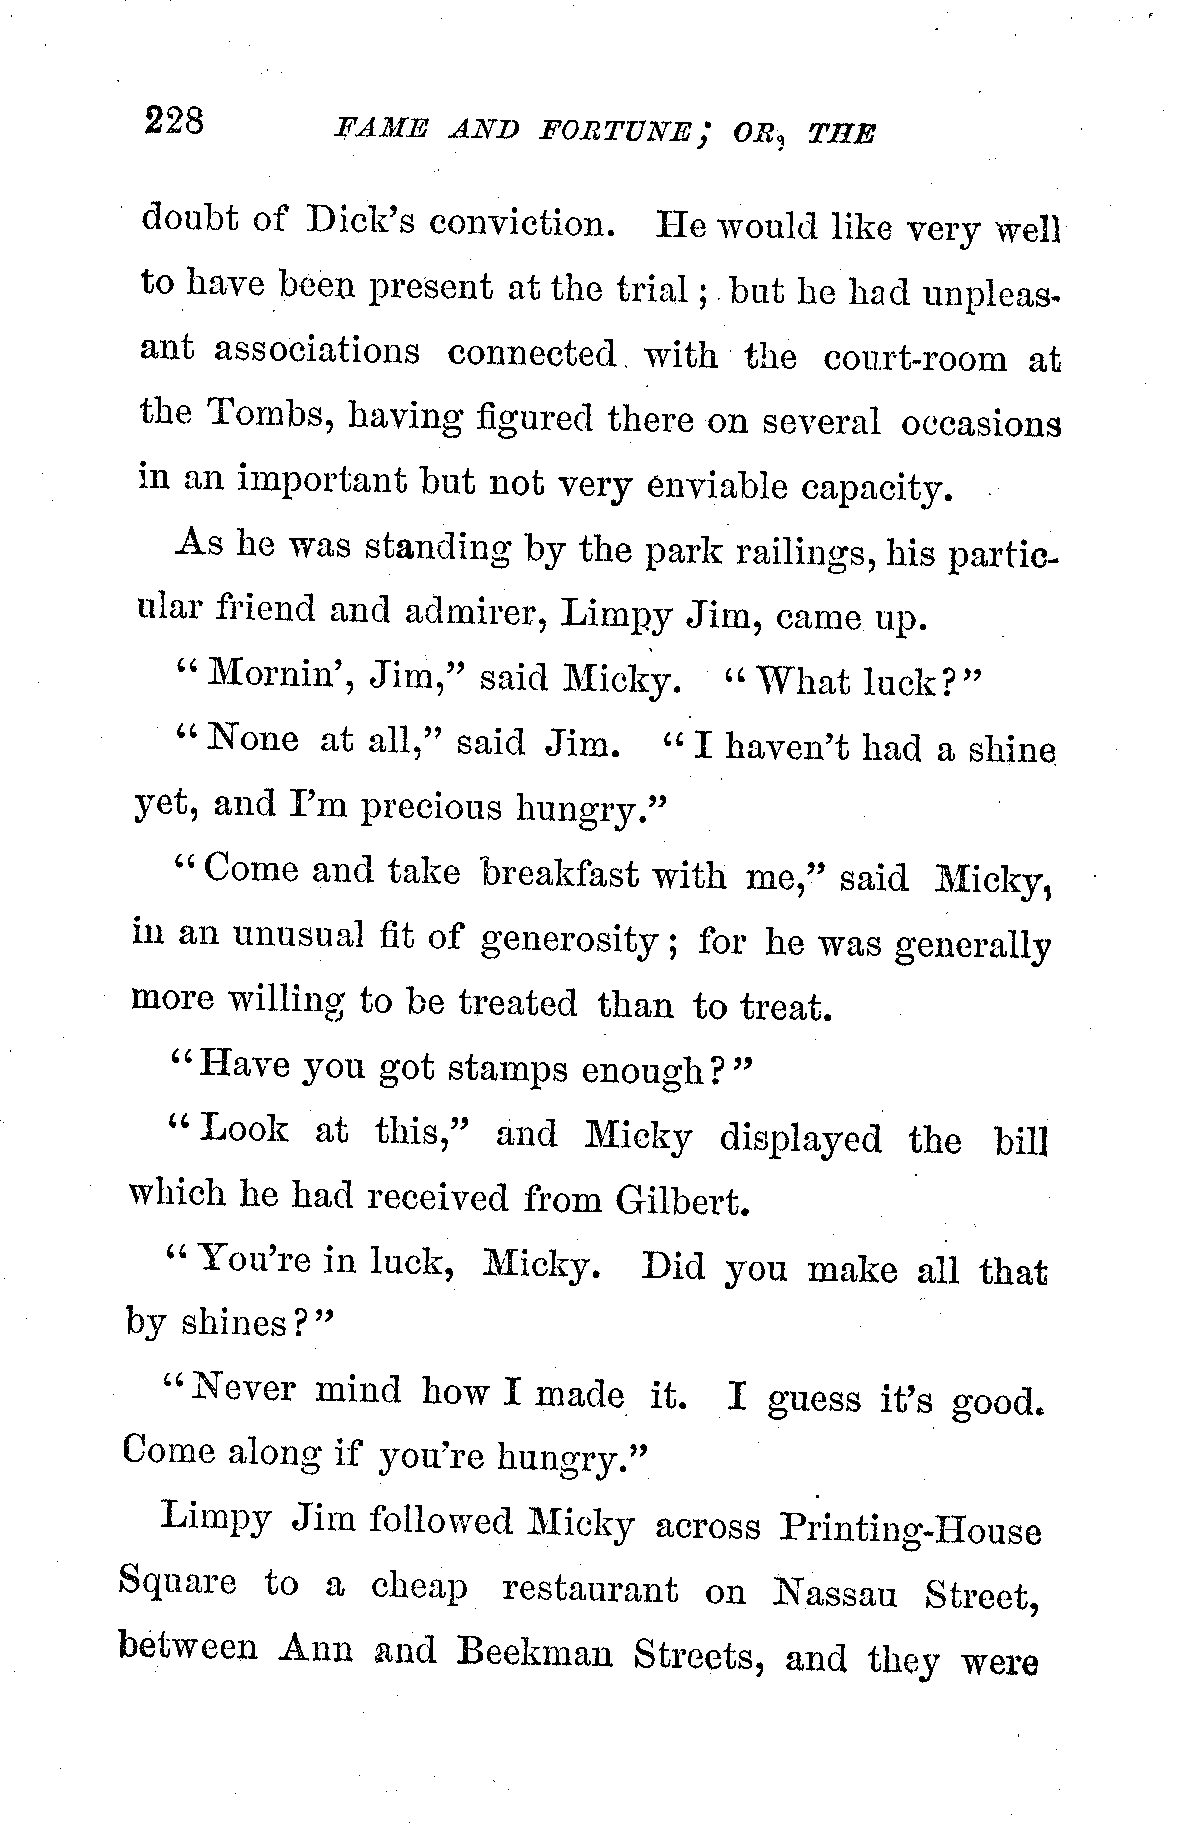 228 FAME AND FORTUNE; OR, THE
doubt of Dick's conviction. He would like very well
to have been present at the trial; but he had unpleas-
ant associations connected with the court-room at
the Tombs, having figured there on several occasions
in an important but not very enviable capacity.
As he was standing by the park railings, his partic-
ular friend and admirer, Limpy Jim, came up.
"Mornin', Jim," said Micky. "What luck?"
"None at all," said Jim. "I haven't had a shine
yet, and I'm precious hungry."
"Come and take breakfast with me," said Micky,
in an unusual fit of generosity; for he was generally
more willing to be treated than to treat.
"Have you got stamps enough?"
"Look at this," and Micky displayed the bill
which he had received from Gilbert.
"You're in luck, Micky. Did you make all that
by shines?"
"Never mind how I made it. I guess it's good.
Come along if you're hungry."
Limpy Jim followed Micky across Printing-House
Square to a cheap restaurant on Nassau Street,
between Ann and Beekman Streets, and they were